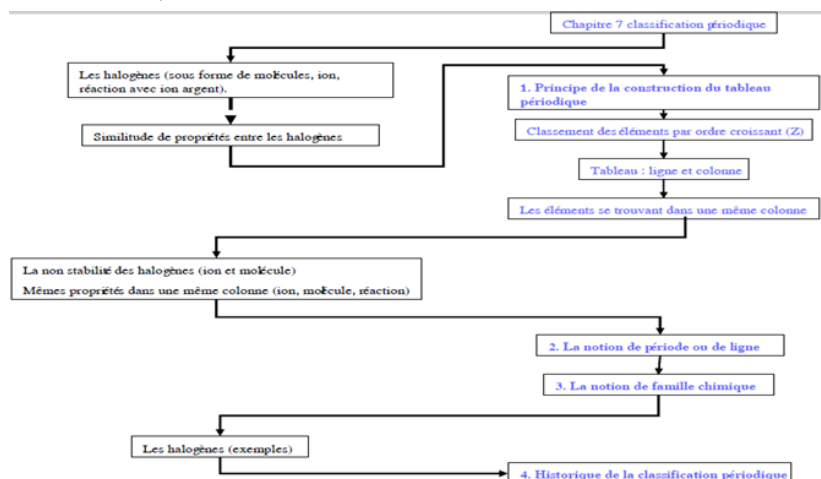 Chapitre 7 classification périodique
Les halogènes (sous forme de molécules, ion,
réaction avec ion argent).
Similitude de propriétés entre les halogènes
1. Principe de la construction du tableau
périodique
Classement des éléments par ordre croissant (Z)
Tableau : ligne et colonne
Les éléments se trouvant dans une même colonne
La non stabilité des halogènes (ion et molécule)
Mêmes propriétés dans une même colonne (ion, molécule, réaction)
2. La notion de période ou de ligne
3. La notion de famille chimique
Les halogènes (exemples)
4. Historique de la classification périodique